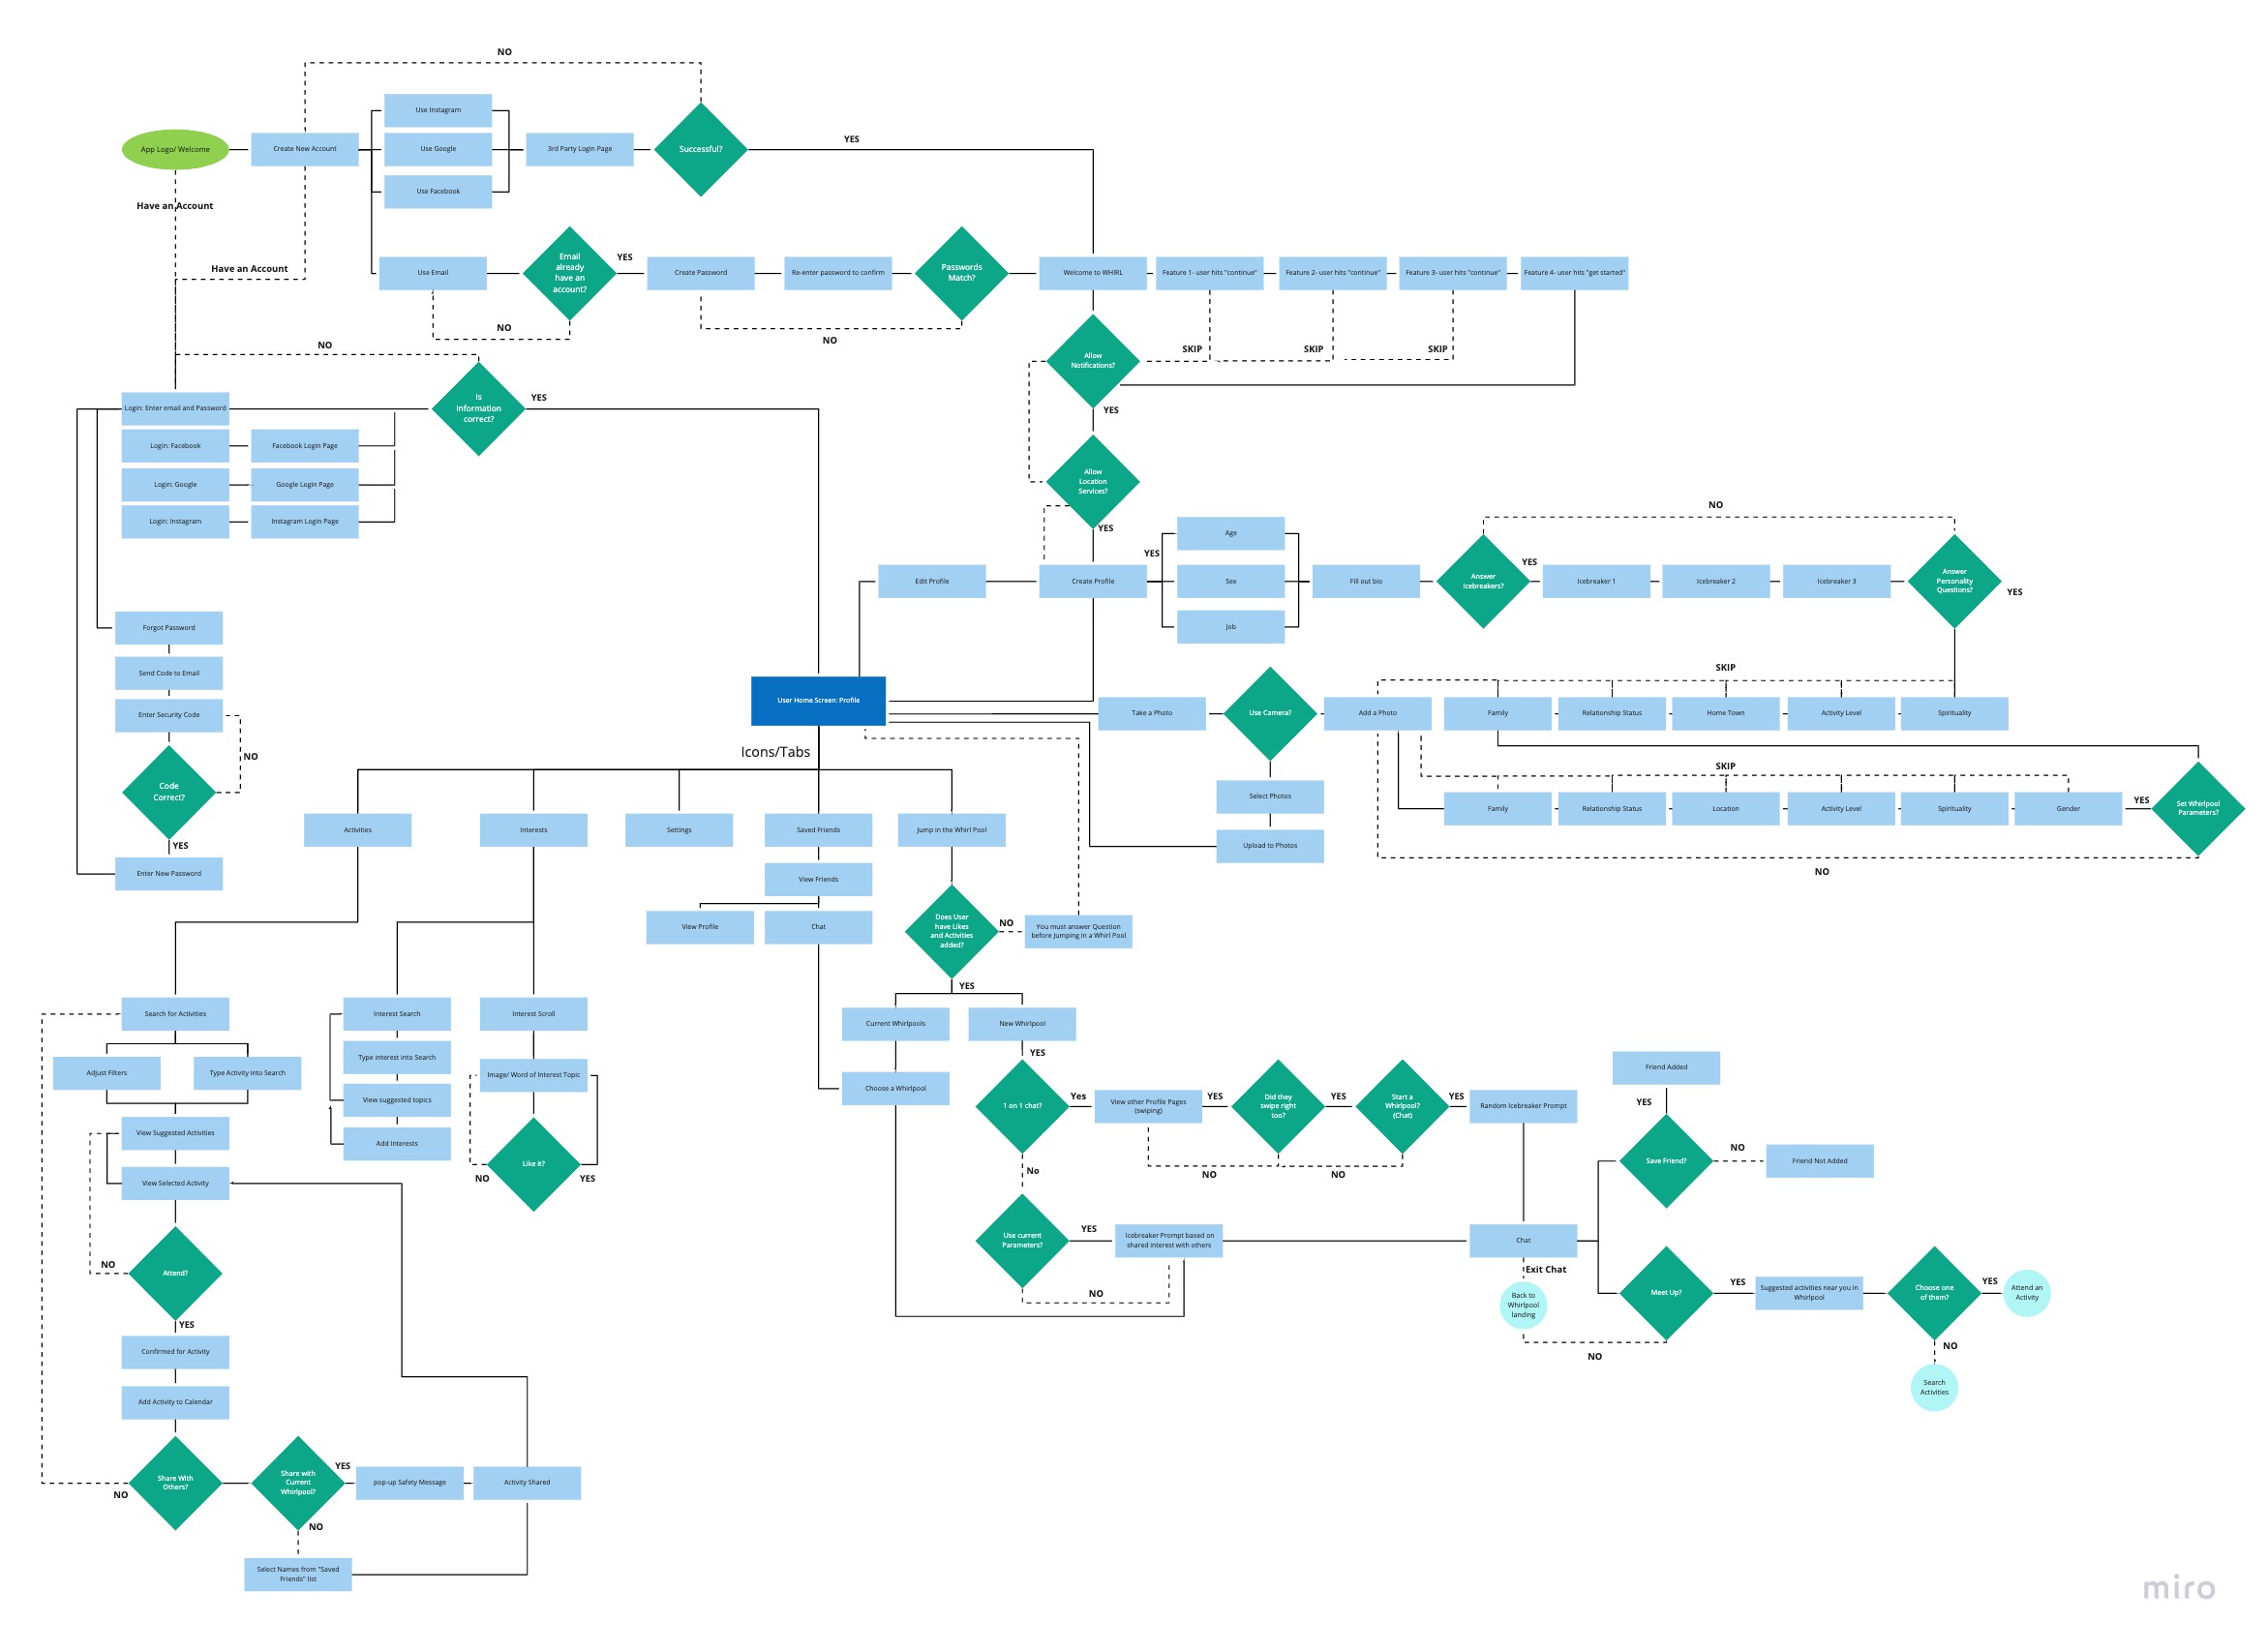 NO
Use Instagram
App Logo/ Welcome
Create New Account
Use Google
3rd Party Login Page
Successful?
YES
Use Facebook
Have an Account
Have an Account
Use Email
Email
already
have an
account?
YES
Create Password
Re-enter password to confirm
Passwords
Match?
Welcome to WHIRL
Feature 1- user hits "continue"
Feature 2- user hits "continue"
Feature 3- user hits "continue"
Feature 4- user hits "get started"
NO
NO
NO
Allow
Notifications?
SKIP
SKIP
SKIP
YES
Login: Enter email and Password
Is
information
correct?
YES
Login: Facebook
Facebook Login Page
Login: Google
Google Login Page
Login: Instagram
Instagram Login Page
Allow
Location
Services?
YES
Edit Profile
Create Profile
YES
Age
Sex
Job
Fill out bio
Answer
Icebreakers?
YES
NO
Icebreaker 1
Icebreaker 2
Icebreaker 3
Answer
Personality
Questions?
YES
Forgot Password
Send Code to Email
Enter Security Code
NO
Code
Correct?
YES
Enter New Password
User Home Screen: Profile
Icons/Tabs
Take a Photo
Use Camera?
Add a Photo
SKIP
Family
Relationship Status
Home Town
Activity Level
Spirituality
Select Photos
Upload to Photos
SKIP
Family
Relationship Status
Location
Activity Level
Spirituality
Gender
YES
Set Whirlpool
Parameters?
NO
Activities
Interests
Settings
Saved Friends
Jump in the Whirl Pool
View Friends
View Profile
Chat
Does User
have Likes
and Activities
added?
NO
You must answer Question
before Jumping in a Whirl Pool
YES
Search for Activities
Interest Search
Interest Scroll
Current Whirlpools
New Whirlpool
Adjust Filters
Type Activity into Search
Type interest into Search
Image/ Word of Interest Topic
View suggested topics
Add Interests
Like it?
NO
YES
Choose a Whirlpool
YES
1 on 1 chat?
Yes
View other Profile Pages
(swiping)
YES
Did they
swipe right
too?
YES
Start a
Whirlpool?
(Chat)
YES
Random Icebreaker Prompt
NO
NO
No
Friend Added
YES
Save Friend?
NO
Friend Not Added
View Suggested Activities
View Selected Activity
Attend?
NO
YES
Use current
Parameters?
YES
Icebreaker Prompt based on
shared interest with others
NO
Chat
Exit Chat
Back to
Whirlpool
landing
Meet Up?
YES
Suggested activities near you in
Whirlpool
Choose one
of them?
YES
Attend an
Activity
NO
NO
Search
Activities
Confirmed for Activity
Add Activity to Calendar
Share With
Others?
NO
Share with
Current
Whirlpool?
YES
pop-up Safety Message
Activity Shared
NO
Select Names from "Saved
Friends" list
miro